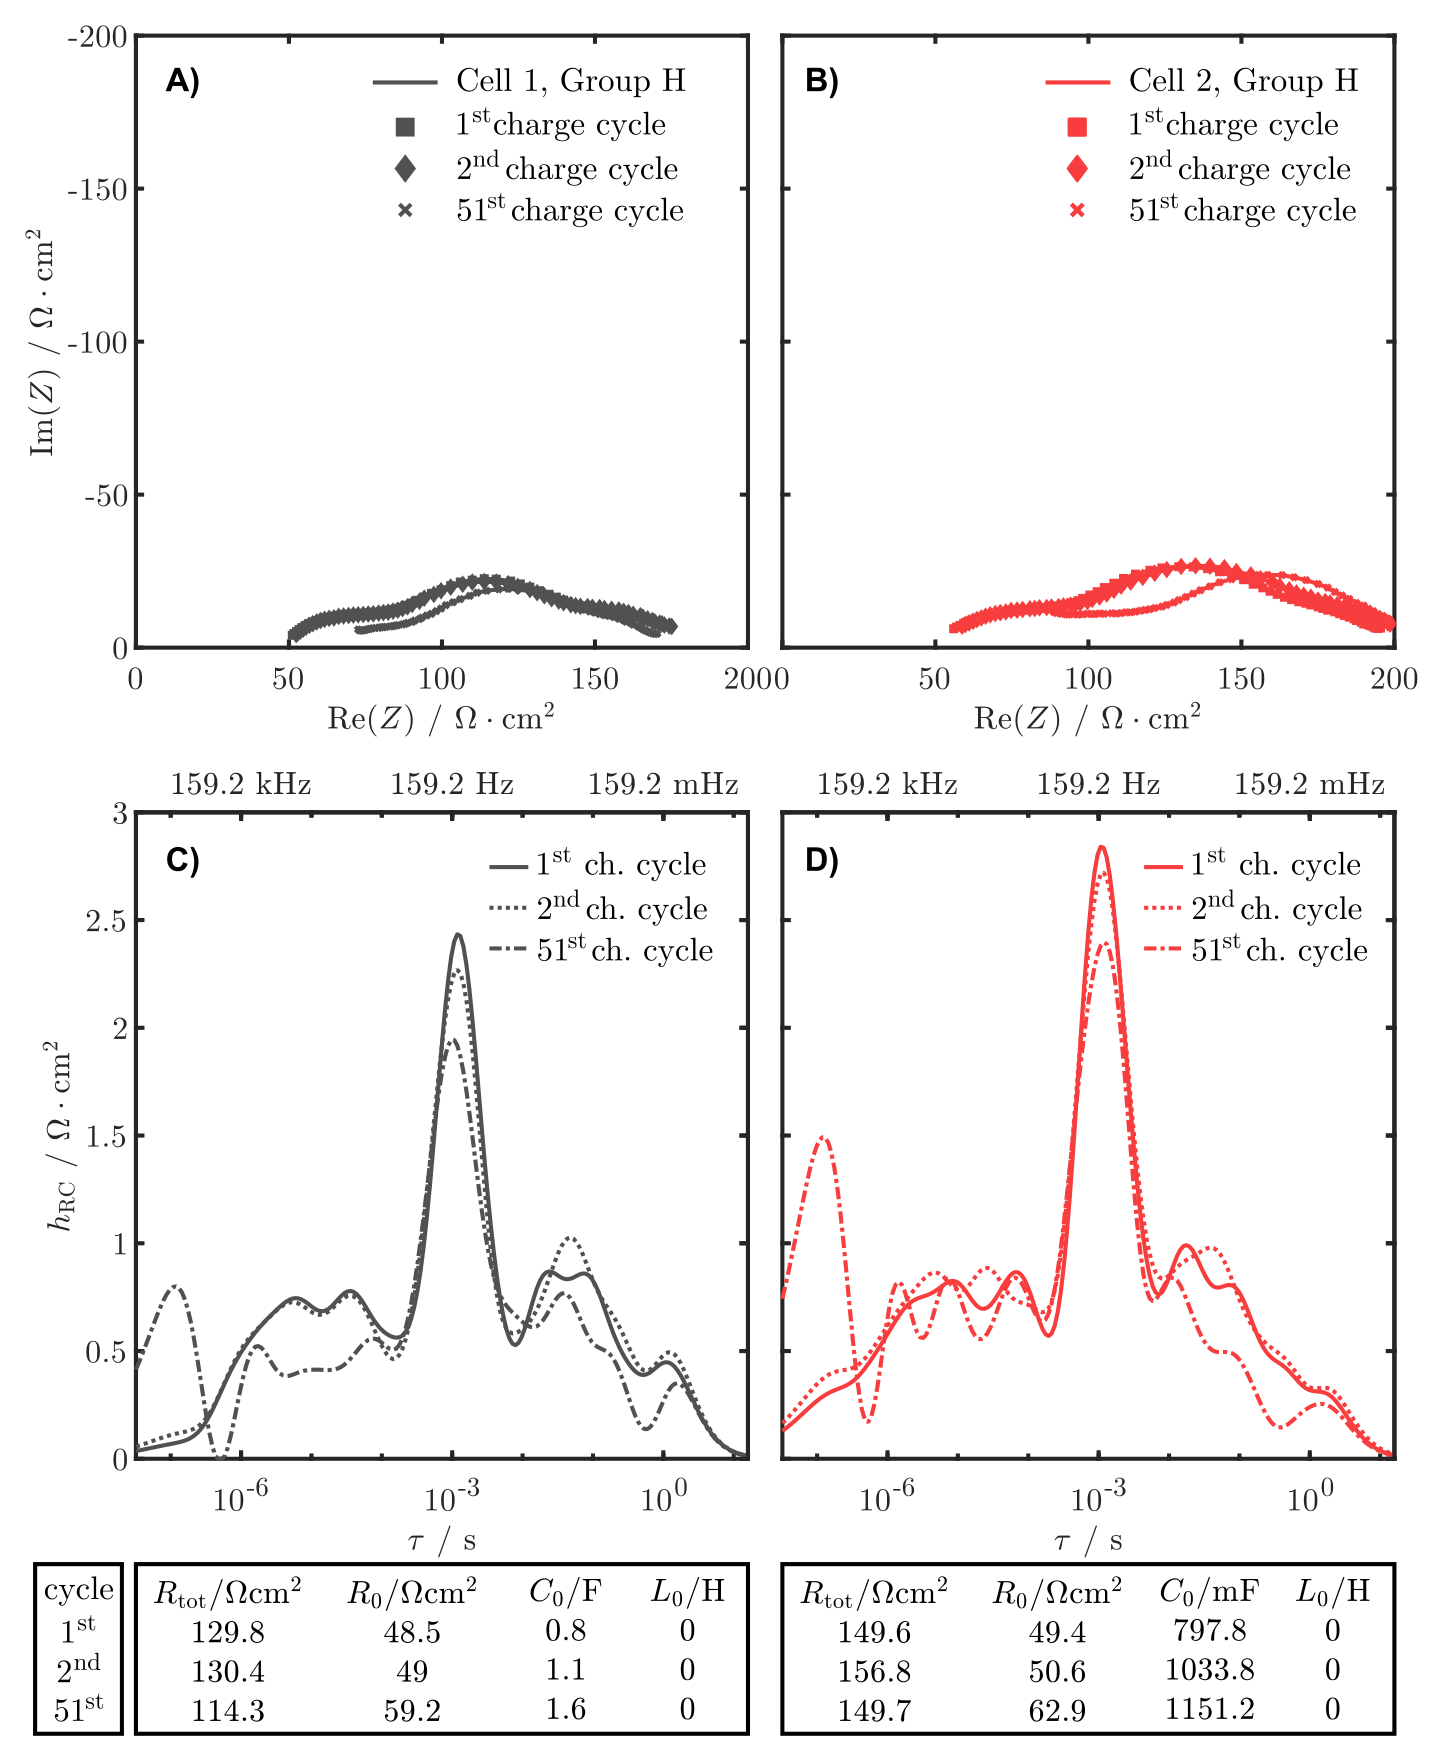 A)
Cell 1, Group H
1st charge cycle
2nd charge cycle
51st charge cycle
B)
Cell 2, Group H
1st charge cycle
2nd charge cycle
51st charge cycle
-200
-150
-100
-50
0
Im(Z) / Ω · cm²
0 50 100 150 200
Re(Z) / Ω · cm²
0 50 100 150 200
Re(Z) / Ω · cm²
159.2 kHz 159.2 Hz 159.2 mHz
159.2 kHz 159.2 Hz 159.2 mHz
C)
1st ch. cycle
2nd ch. cycle
51st ch. cycle
D)
1st ch. cycle
2nd ch. cycle
51st ch. cycle
3
2.5
2
1.5
1
0.5
0
hRC / Ω · cm²
10-6 10-3 100
τ / s
10-6 10-3 100
τ / s
cycle Rtot/Ωcm² R0/Ωcm² C0/F L0/H Rtot/Ωcm² R0/Ωcm² C0/mF L0/H
1st 129.8 48.5 0.8 0 149.6 49.4 797.8 0
2nd 130.4 49 1.1 0 156.8 50.6 1033.8 0
51st 114.3 59.2 1.6 0 149.7 62.9 1151.2 0